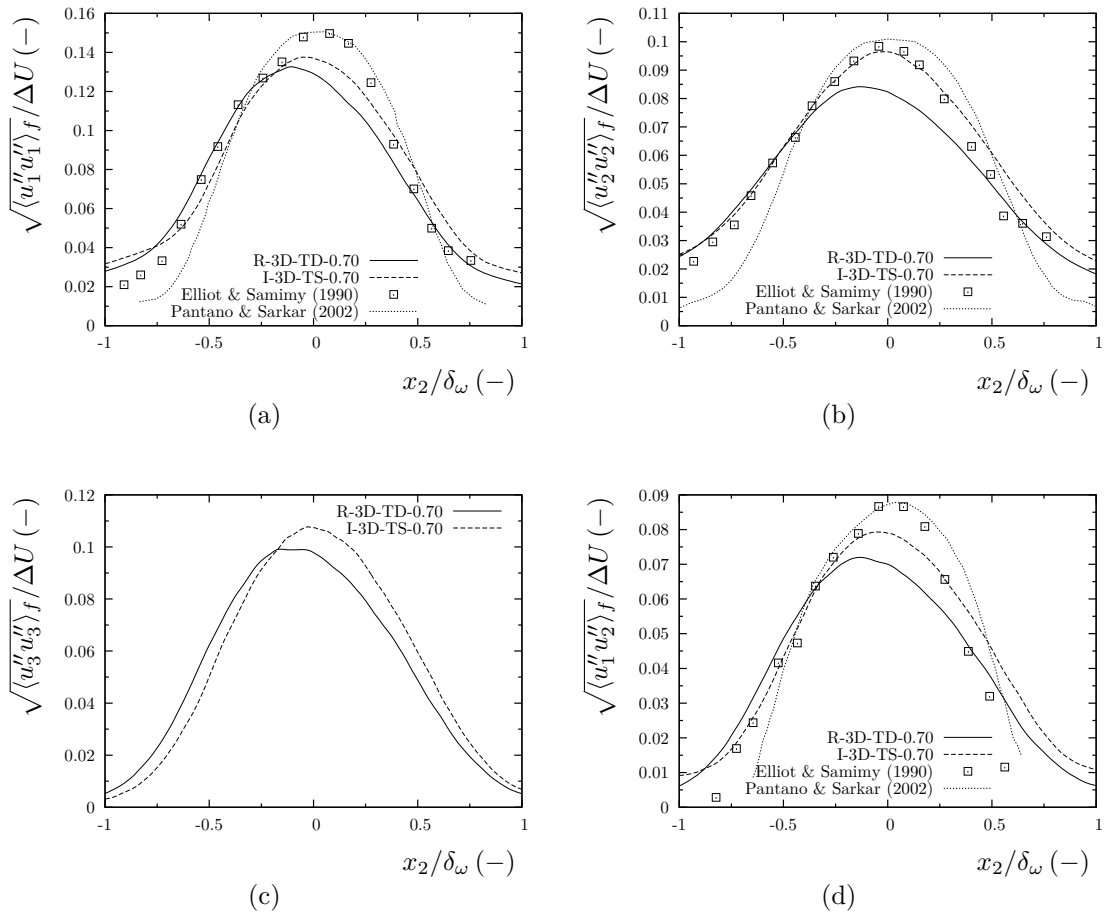 √⟨u″₁u″₁⟩_f/ΔU (−)
0.16
0.14
0.12
0.1
0.08
0.06
0.04
0.02
0
R-3D-TD-0.70
I-3D-TS-0.70
Elliot & Samimy (1990)
Pantano & Sarkar (2002)
-1 -0.5 0 0.5 1
x₂/δ_ω (−)
(a)
√⟨u″₂u″₂⟩_f/ΔU (−)
0.11
0.1
0.09
0.08
0.07
0.06
0.05
0.04
0.03
0.02
0.01
0
R-3D-TD-0.70
I-3D-TS-0.70
Elliot & Samimy (1990)
Pantano & Sarkar (2002)
-1 -0.5 0 0.5 1
x₂/δ_ω (−)
(b)
√⟨u″₃u″₃⟩_f/ΔU (−)
0.12
0.1
0.08
0.06
0.04
0.02
0
R-3D-TD-0.70
I-3D-TS-0.70
-1 -0.5 0 0.5 1
x₂/δ_ω (−)
(c)
√⟨u″₁u″₂⟩_f/ΔU (−)
0.09
0.08
0.07
0.06
0.05
0.04
0.03
0.02
0.01
0
R-3D-TD-0.70
I-3D-TS-0.70
Elliot & Samimy (1990)
Pantano & Sarkar (2002)
-1 -0.5 0 0.5 1
x₂/δ_ω (−)
(d)